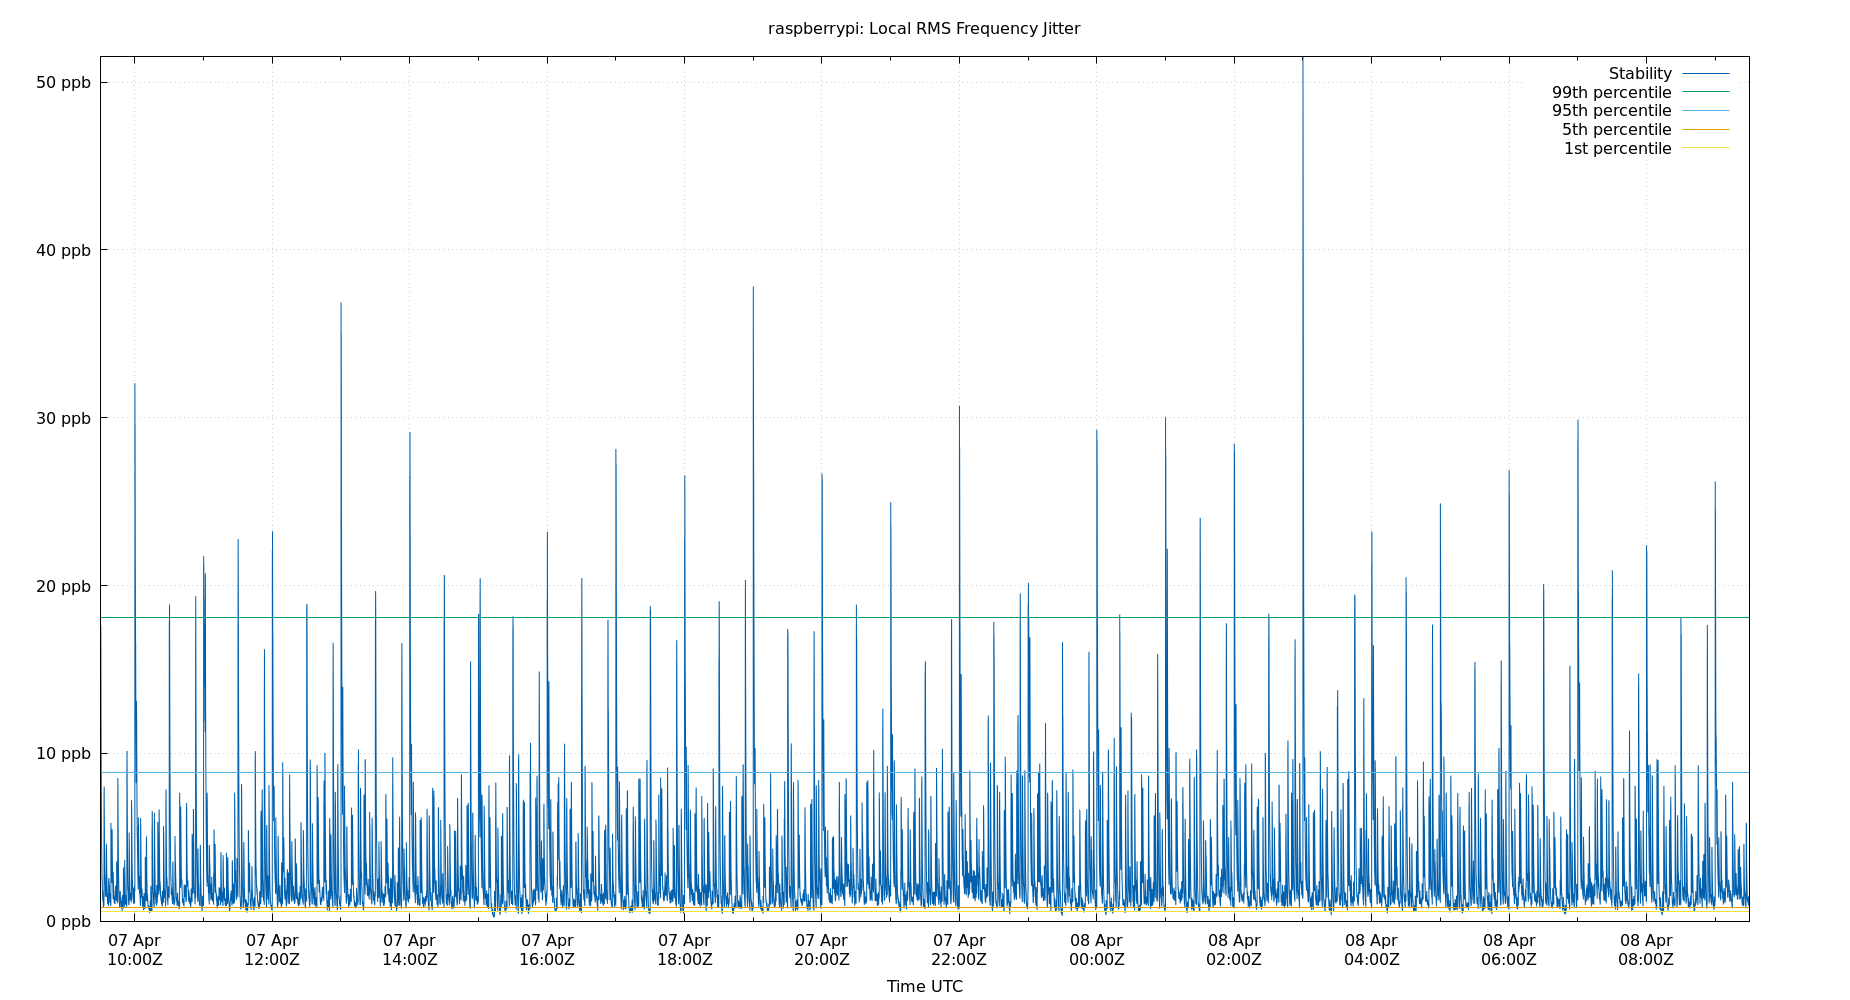 raspberrypi: Local RMS Frequency Jitter
Stability
99th percentile
95th percentile
5th percentile
1st percentile
50 ppb
40 ppb
30 ppb
20 ppb
10 ppb
0 ppb
07 Apr 07 Apr 07 Apr 07 Apr 07 Apr 07 Apr 07 Apr 08 Apr 08 Apr 08 Apr 08 Apr 08 Apr
10:00Z 12:00Z 14:00Z 16:00Z 18:00Z 20:00Z 22:00Z 00:00Z 02:00Z 04:00Z 06:00Z 08:00Z
Time UTC